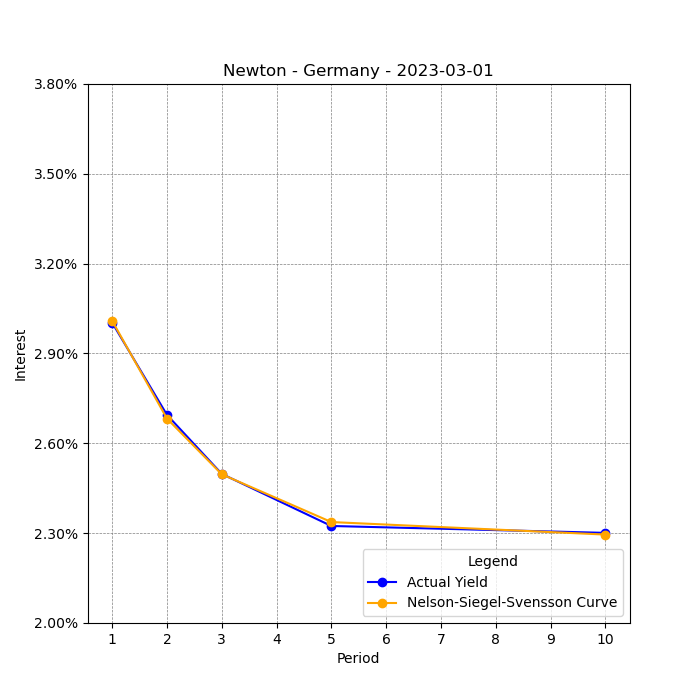 Newton - Germany - 2023-03-01
3.80%
3.50%
3.20%
2.90%
2.60%
2.30%
2.00%
Interest
1 2 3 4 5 6 7 8 9 10
Period
Legend
Actual Yield
Nelson-Siegel-Svensson Curve